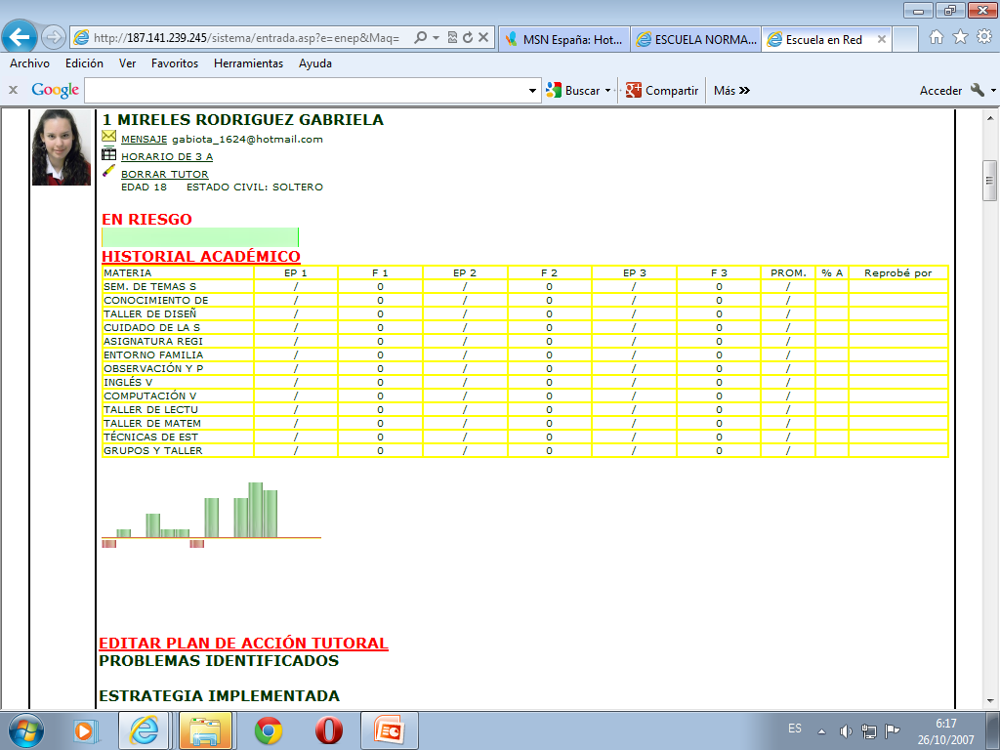 http://187.141.239.245/sistema/entrada.asp?e=enep&Maq=
MSN España: Hot...
ESCUELA NORMA...
Escuela en Red
Archivo Edición Ver Favoritos Herramientas Ayuda
x Google Buscar Compartir Más Acceder
1 MIRELES RODRIGUEZ GABRIELA
MENSAJE gabiota_1624@hotmail.com
HORARIO DE 3 A
BORRAR TUTOR
EDAD 18 ESTADO CIVIL: SOLTERO
EN RIESGO
HISTORIAL ACADÉMICO
MATERIA EP 1 F 1 EP 2 F 2 EP 3 F 3 PROM. % A Reprobé por
SEM. DE TEMAS S / 0 / 0 / 0 /
CONOCIMIENTO DE / 0 / 0 / 0 /
TALLER DE DISEÑ / 0 / 0 / 0 /
CUIDADO DE LA S / 0 / 0 / 0 /
ASIGNATURA REGI / 0 / 0 / 0 /
ENTORNO FAMILIA / 0 / 0 / 0 /
OBSERVACIÓN Y P / 0 / 0 / 0 /
INGLÉS V / 0 / 0 / 0 /
COMPUTACIÓN V / 0 / 0 / 0 /
TALLER DE LECTU / 0 / 0 / 0 /
TALLER DE MATEM / 0 / 0 / 0 /
TÉCNICAS DE EST / 0 / 0 / 0 /
GRUPOS Y TALLER / 0 / 0 / 0 /
EDITAR PLAN DE ACCIÓN TUTORAL
PROBLEMAS IDENTIFICADOS
ESTRATEGIA IMPLEMENTADA
ES
6:17
26/10/2007